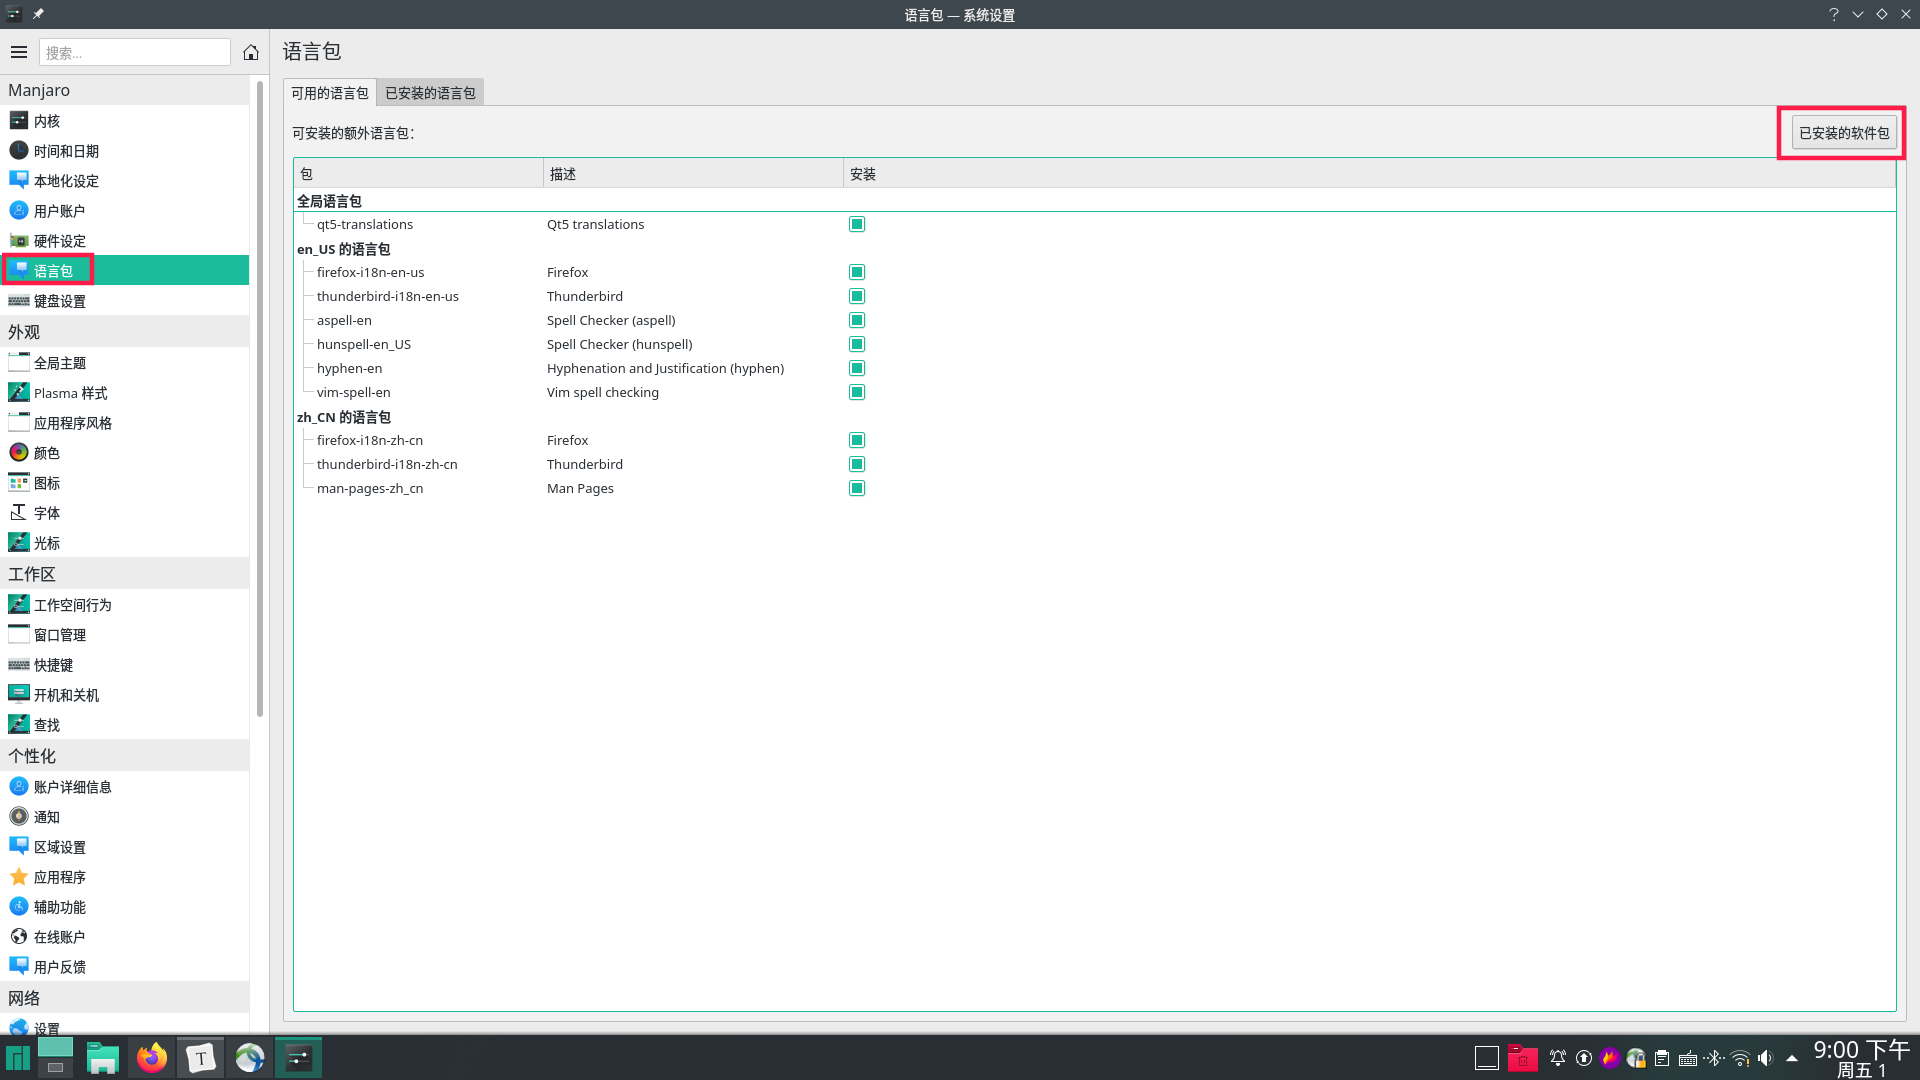 语言包 — 系统设置
搜索...
语言包
Manjaro
内核
时间和日期
本地化设定
用户账户
硬件设定
语言包
键盘设置
外观
全局主题
Plasma 样式
应用程序风格
颜色
图标
字体
光标
工作区
工作空间行为
窗口管理
快捷键
开机和关机
查找
个性化
账户详细信息
通知
区域设置
应用程序
辅助功能
在线账户
用户反馈
网络
设置
可用的语言包 已安装的语言包
可安装的额外语言包:
已安装的软件包
包 描述 安装
全局语言包
qt5-translations Qt5 translations
en_US 的语言包
firefox-i18n-en-us Firefox
thunderbird-i18n-en-us Thunderbird
aspell-en Spell Checker (aspell)
hunspell-en_US Spell Checker (hunspell)
hyphen-en Hyphenation and Justification (hyphen)
vim-spell-en Vim spell checking
zh_CN 的语言包
firefox-i18n-zh-cn Firefox
thunderbird-i18n-zh-cn Thunderbird
man-pages-zh_cn Man Pages
T
9:00 下午
周五 1